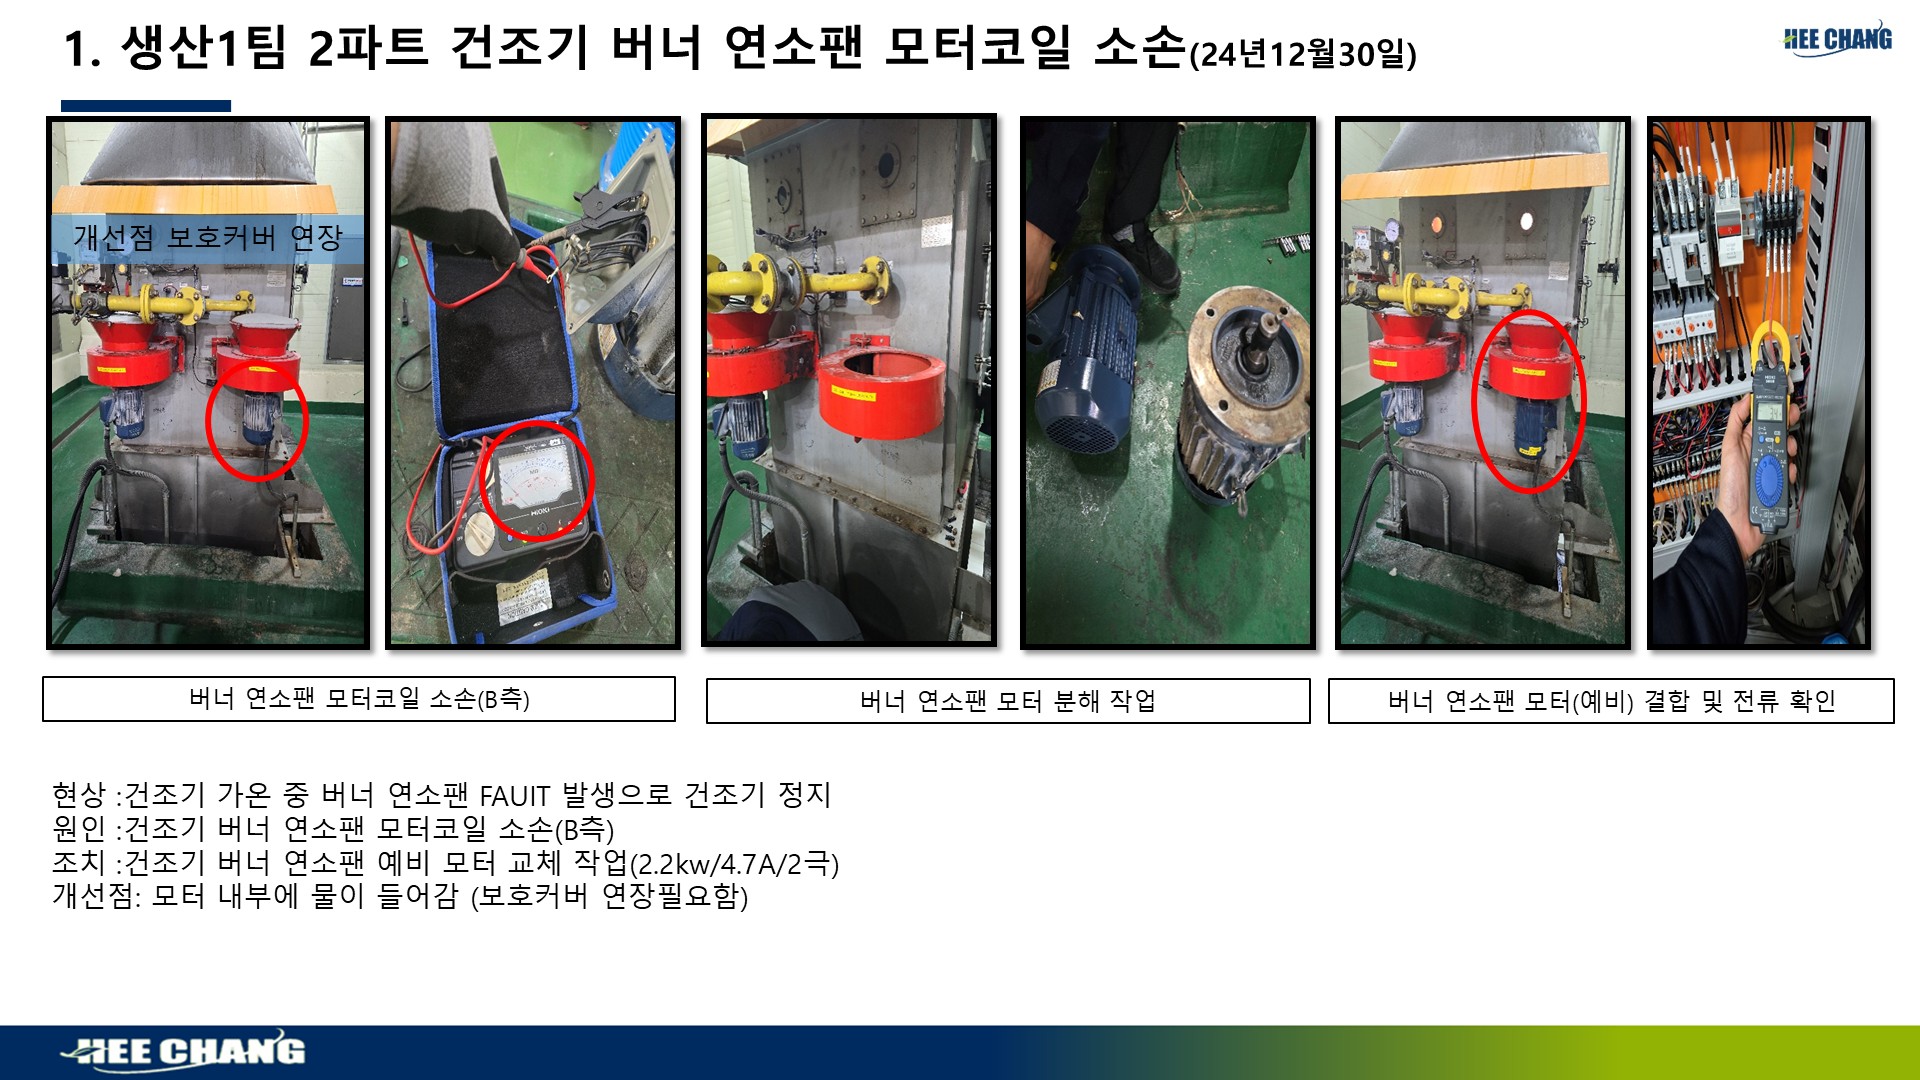 1. 생산1팀 2파트 건조기 버너 연소팬 모터코일 소손(24년12월30일)
HEE CHANG
개선점 보호커버 연장
HIOKI
버너 연소팬 모터코일 소손(B측)
버너 연소팬 모터 분해 작업
버너 연소팬 모터(예비) 결합 및 전류 확인
현상 :건조기 가온 중 버너 연소팬 FAUIT 발생으로 건조기 정지
원인 :건조기 버너 연소팬 모터코일 소손(B측)
조치 :건조기 버너 연소팬 예비 모터 교체 작업(2.2kw/4.7A/2극)
개선점: 모터 내부에 물이 들어감 (보호커버 연장필요함)
HEE CHANG